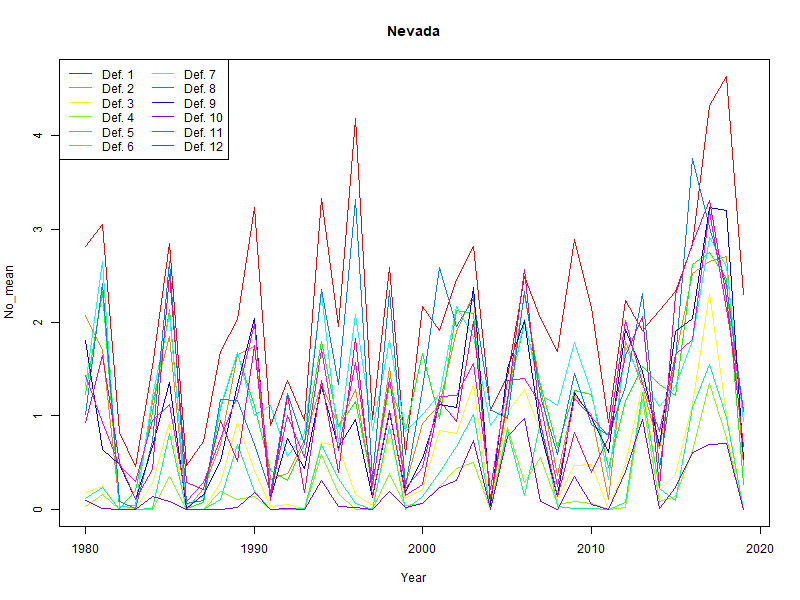 Nevada
No_mean
4
3
2
1
0
Def. 1 Def. 7
Def. 2 Def. 8
Def. 3 Def. 9
Def. 4 Def. 10
Def. 5 Def. 11
Def. 6 Def. 12
1980 1990 2000 2010 2020
Year